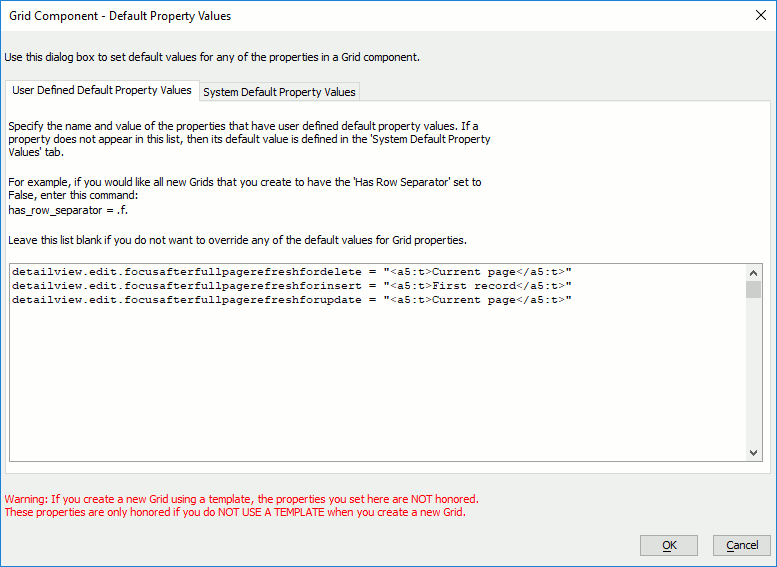 Grid Component - Default Property Values
Use this dialog box to set default values for any of the properties in a Grid component.
User Defined Default Property Values
System Default Property Values
Specify the name and value of the properties that have user defined default property values. If a
property does not appear in this list, then its default value is defined in the 'System Default Property
Values' tab.
For example, if you would like all new Grids that you create to have the 'Has Row Separator' set to
False, enter this command:
has_row_separator = .f.
Leave this list blank if you do not want to override any of the default values for Grid properties.
detailview.edit.focusafterfullpagerefreshfordelete = "<a5:t>Current page</a5:t>"
detailview.edit.focusafterfullpagerefreshforinsert = "<a5:t>First record</a5:t>"
detailview.edit.focusafterfullpagerefreshforupdate = "<a5:t>Current page</a5:t>"
Warning: If you create a new Grid using a template, the properties you set here are NOT honored.
These properties are only honored if you do NOT USE A TEMPLATE when you create a new Grid.
OK
Cancel